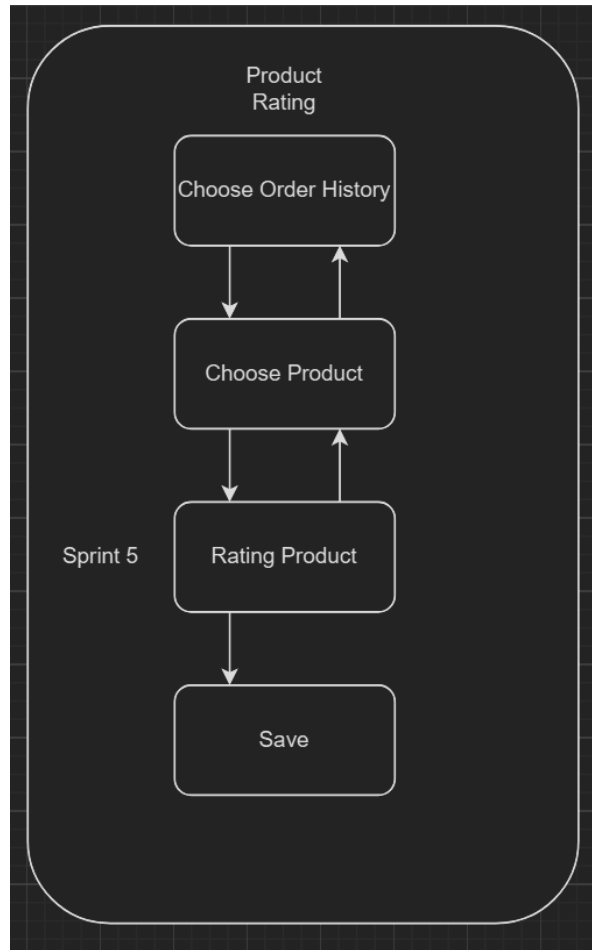 Product
Rating
Choose Order History
Choose Product
Sprint 5
Rating Product
Save